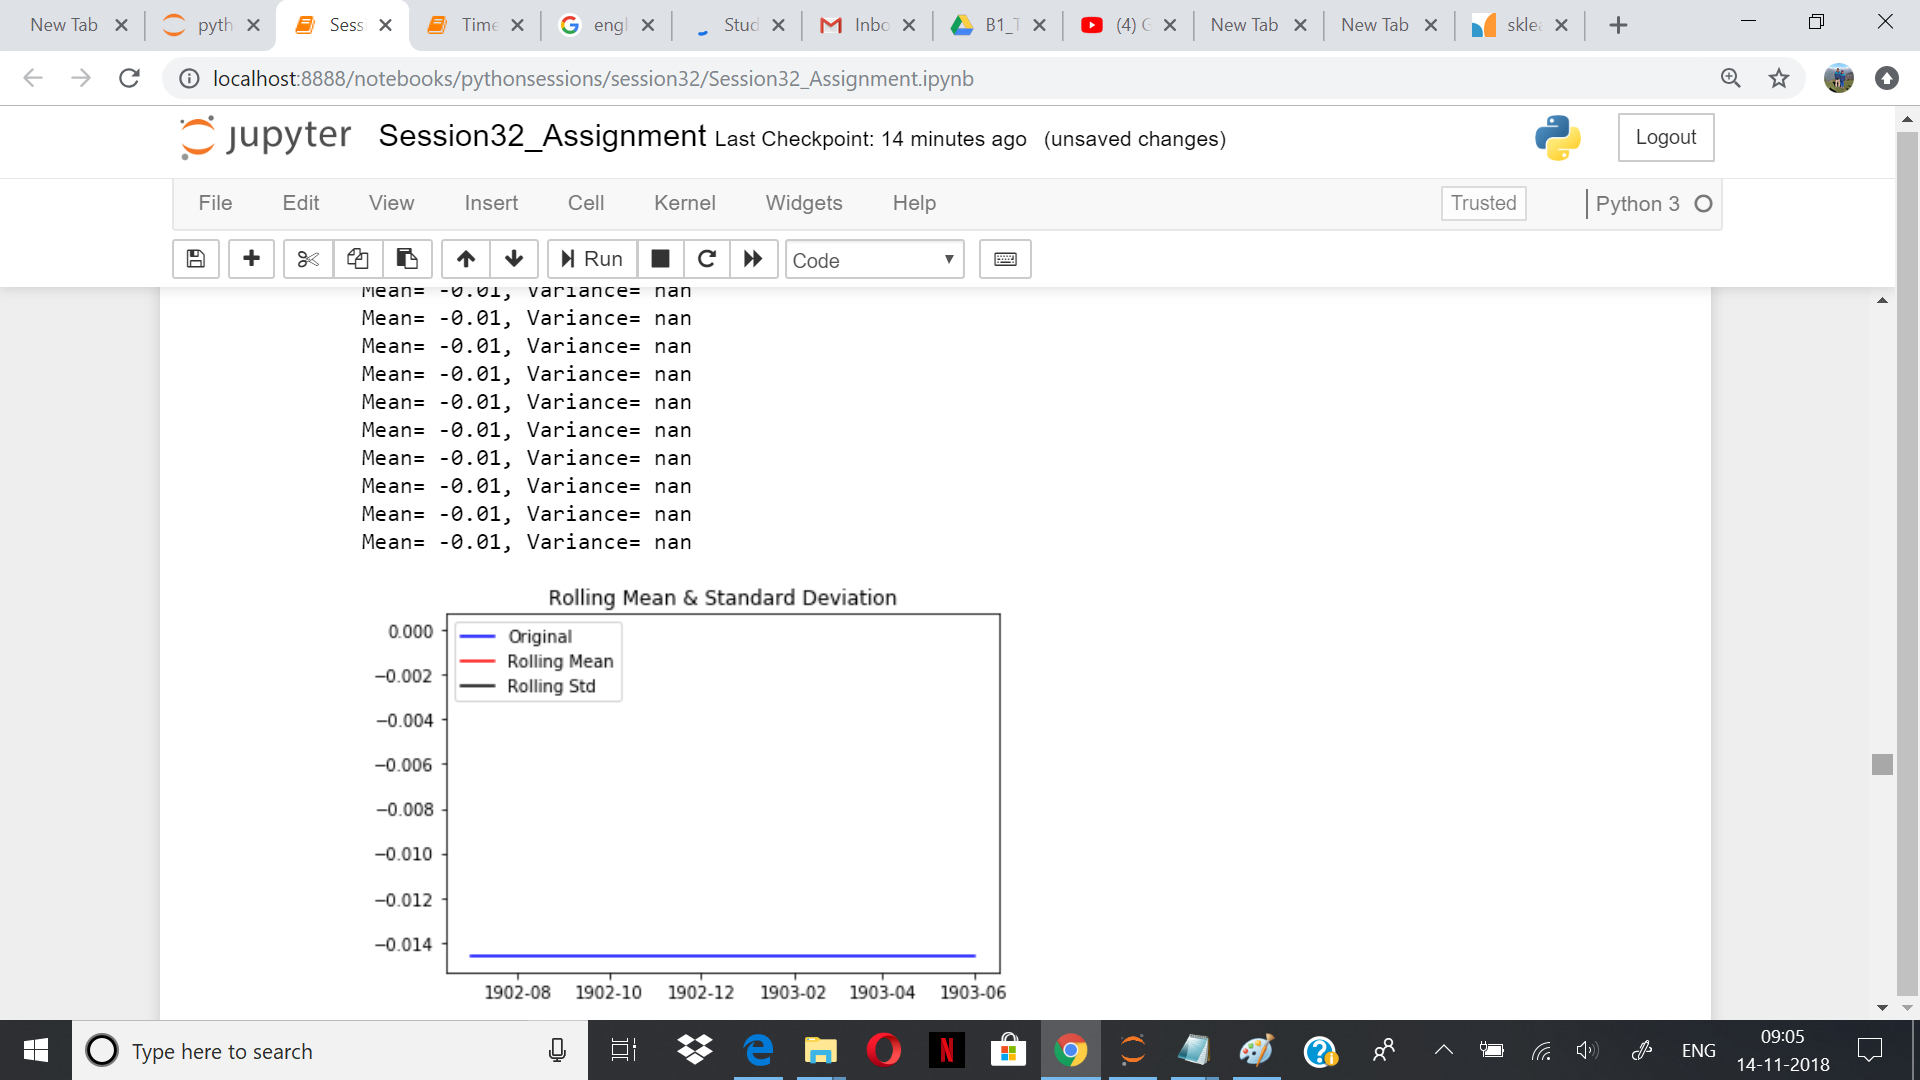 New Tab
pyth
Sess
Time
engl
Stud
Inbo
B1_T
(4) G
New Tab
New Tab
skle
localhost:8888/notebooks/pythonsessions/session32/Session32_Assignment.ipynb
jupyter Session32_Assignment Last Checkpoint: 14 minutes ago (unsaved changes)
Logout
File Edit View Insert Cell Kernel Widgets Help
Trusted
Python 3
Run
Code
Mean= -0.01, Variance= nan
Mean= -0.01, Variance= nan
Mean= -0.01, Variance= nan
Mean= -0.01, Variance= nan
Mean= -0.01, Variance= nan
Mean= -0.01, Variance= nan
Mean= -0.01, Variance= nan
Mean= -0.01, Variance= nan
Mean= -0.01, Variance= nan
Mean= -0.01, Variance= nan
Rolling Mean & Standard Deviation
Original
Rolling Mean
Rolling Std
0.000
−0.002
−0.004
−0.006
−0.008
−0.010
−0.012
−0.014
1902-08 1902-10 1902-12 1903-02 1903-04 1903-06
Type here to search
N
ENG
09:05
14-11-2018